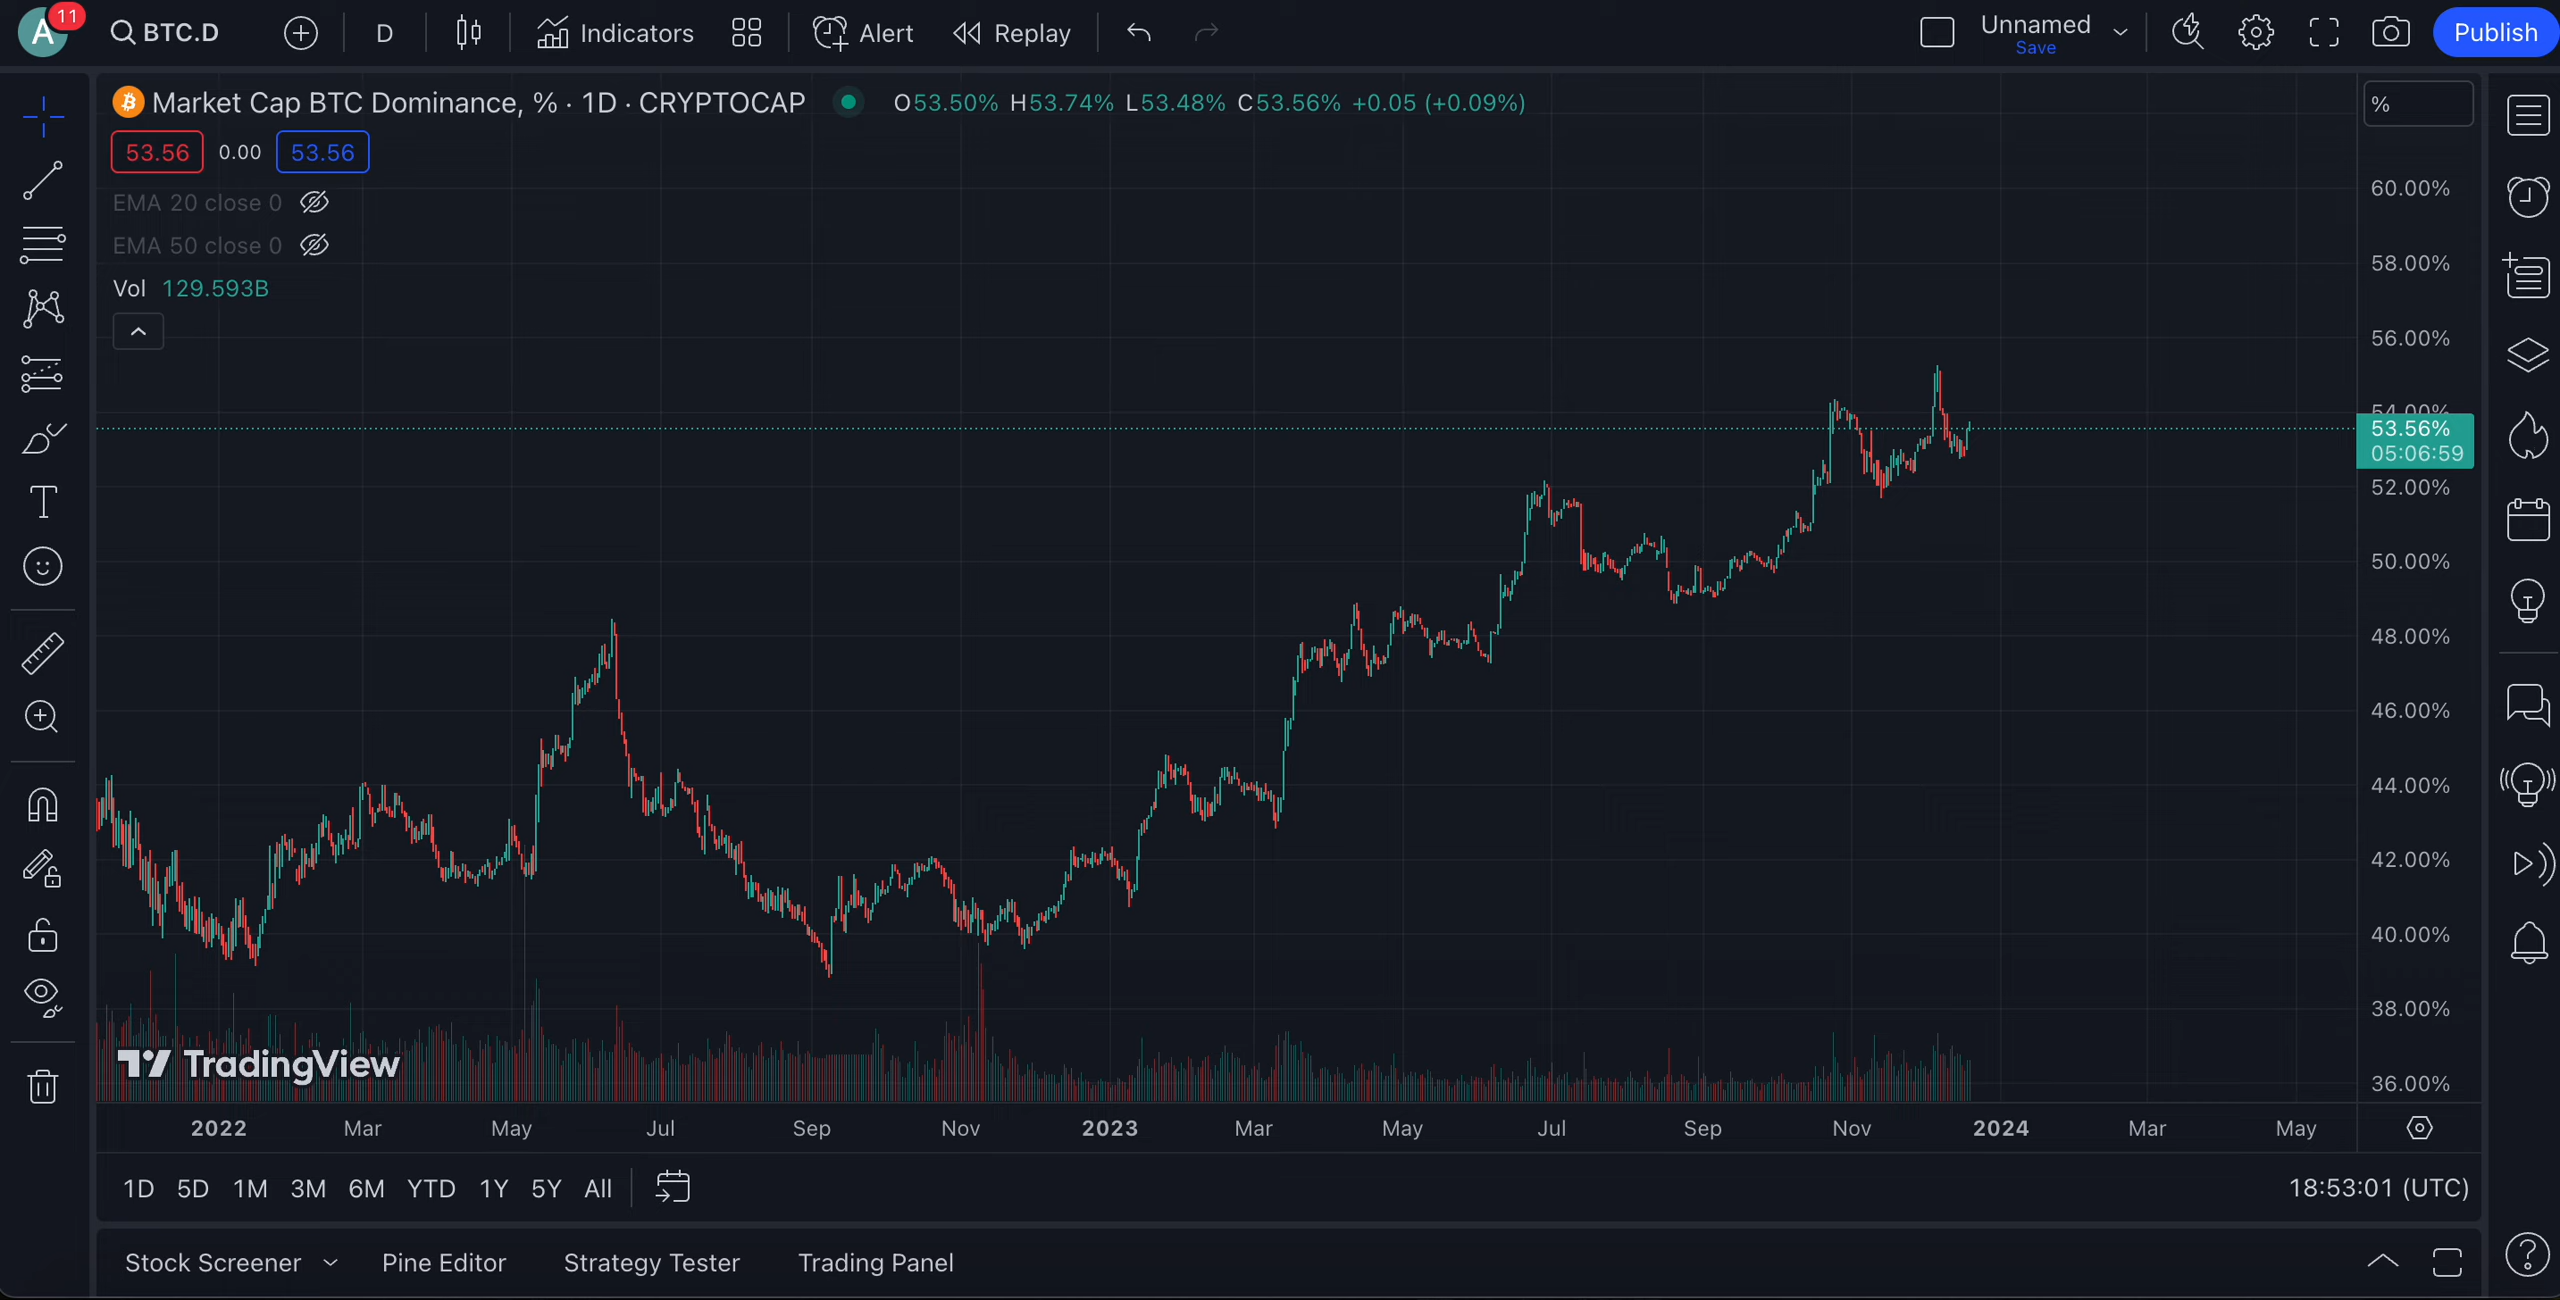 A 11 BTC.D D Indicators Alert Replay Unnamed Save Publish
Market Cap BTC Dominance, % · 1D · CRYPTOCAP O53.50% H53.74% L53.48% C53.56% +0.05 (+0.09%) %
53.56 0.00 53.56
EMA 20 close 0
EMA 50 close 0
Vol 129.593B
60.00%
58.00%
56.00%
54.00%
53.56%
05:06:59
52.00%
50.00%
48.00%
46.00%
44.00%
42.00%
40.00%
38.00%
36.00%
TradingView
2022 Mar May Jul Sep Nov 2023 Mar May Jul Sep Nov 2024 Mar May
1D 5D 1M 3M 6M YTD 1Y 5Y All 18:53:01 (UTC)
Stock Screener Pine Editor Strategy Tester Trading Panel